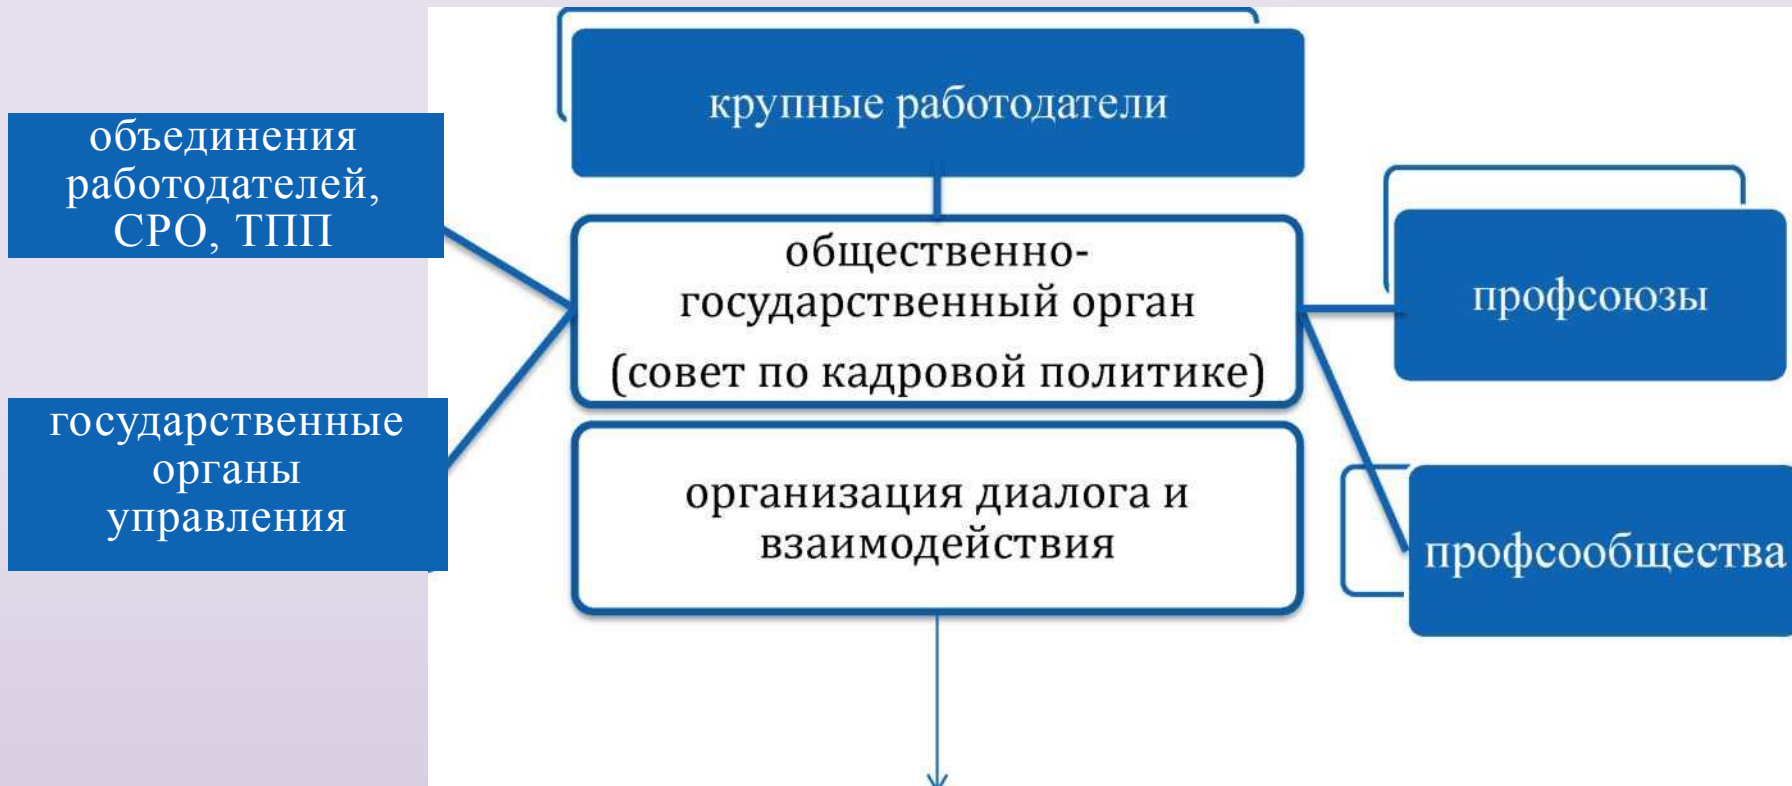 крупные работодатели
объединения
работодателей,
СРО, ТПП
общественно-
государственный орган
(совет по кадровой политике)
профсоюзы
государственные
органы
управления
организация диалога и
взаимодействия
профсообщества